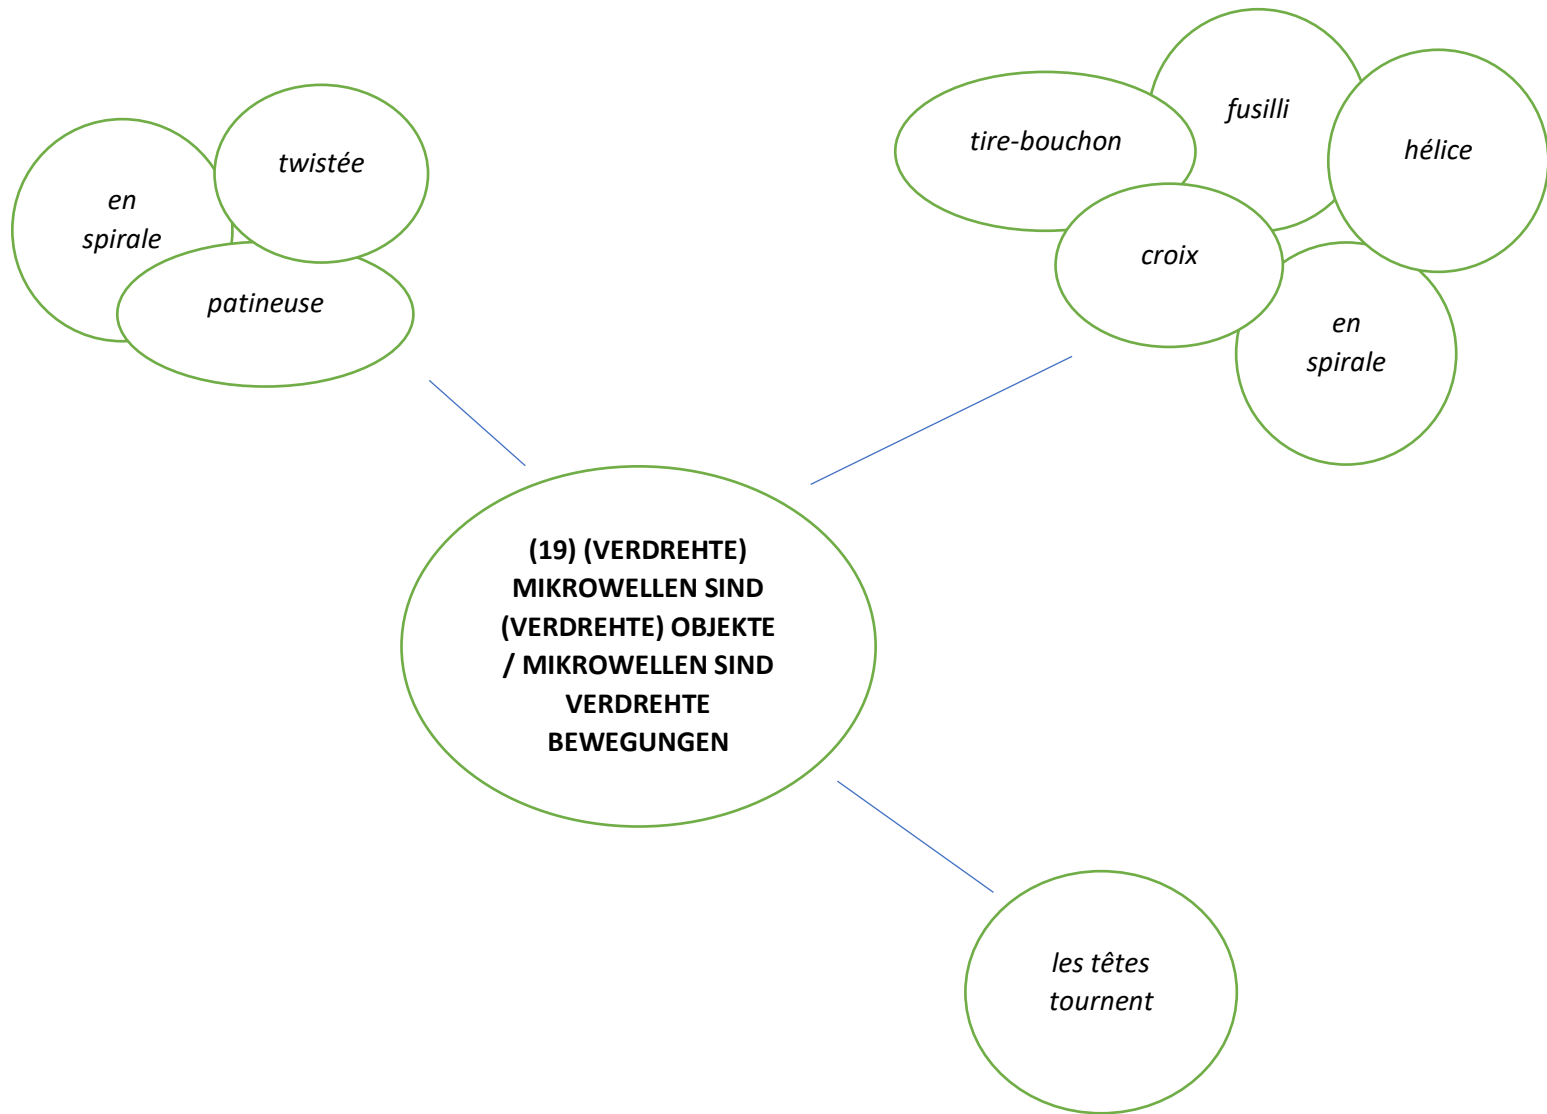 en
spirale
twistée
patineuse
tire-bouchon
fusilli
hélice
croix
en
spirale
(19) (VERDREHTE)
MIKROWELLEN SIND
(VERDREHTE) OBJEKTE
/ MIKROWELLEN SIND
VERDREHTE
BEWEGUNGEN
les têtes
tournent